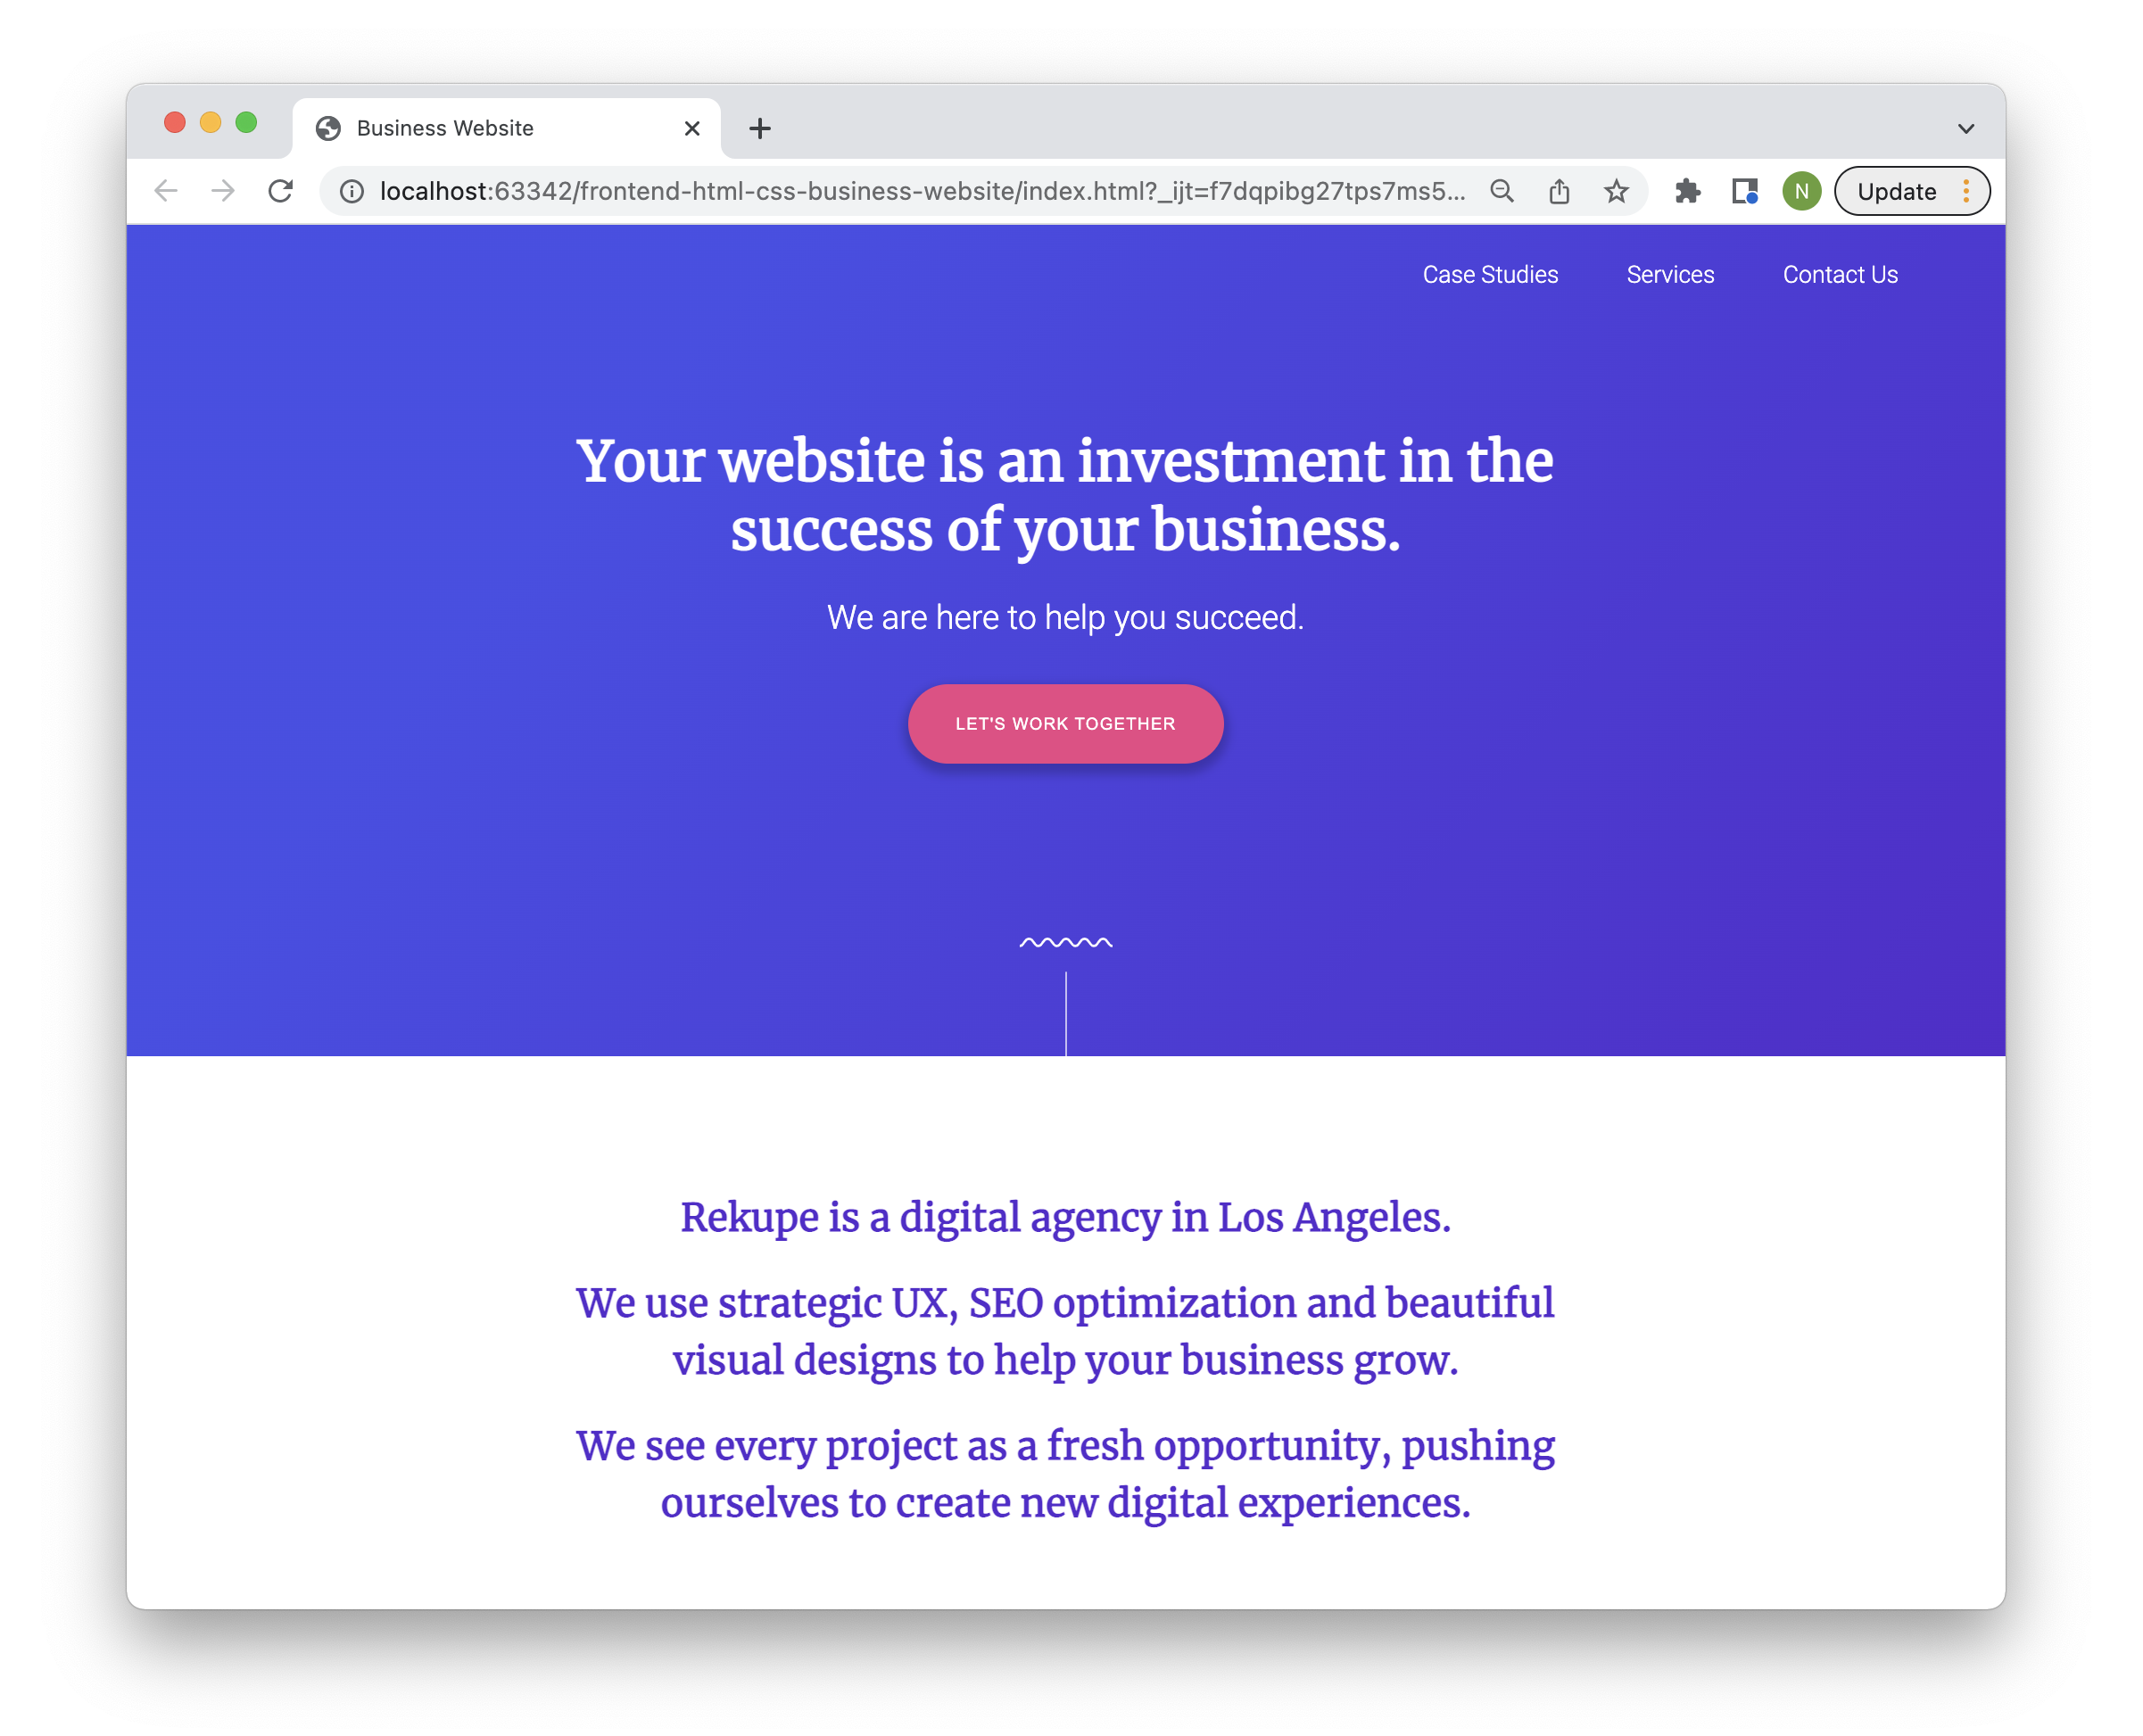 Business Website
localhost:63342/frontend-html-css-business-website/index.html?_ijt=f7dqpibg27tps7ms5...
N
Update
Case Studies Services Contact Us
Your website is an investment in the
success of your business.
We are here to help you succeed.
LET'S WORK TOGETHER
Rekupe is a digital agency in Los Angeles.
We use strategic UX, SEO optimization and beautiful
visual designs to help your business grow.
We see every project as a fresh opportunity, pushing
ourselves to create new digital experiences.